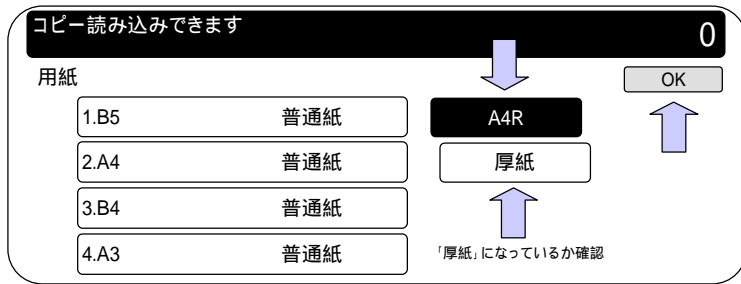 コピー読み込みできます 0
用紙 OK
1.B5 普通紙 A4R
2.A4 普通紙 厚紙
3.B4 普通紙
4.A3 普通紙 「厚紙」になっているか確認